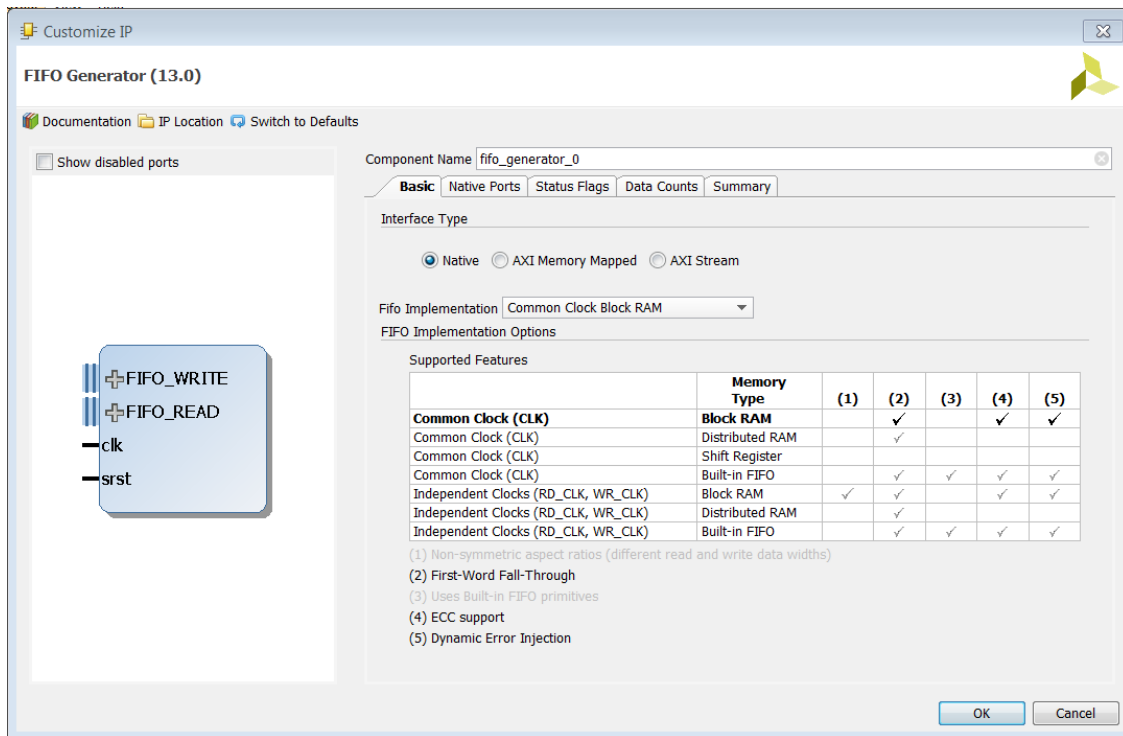 Customize IP
FIFO Generator (13.0)
Documentation IP Location Switch to Defaults
Show disabled ports
FIFO_WRITE
FIFO_READ
clk
srst
Component Name fifo_generator_0
Basic Native Ports Status Flags Data Counts Summary
Interface Type
Native AXI Memory Mapped AXI Stream
Fifo Implementation Common Clock Block RAM
FIFO Implementation Options
Supported Features
Memory Type (1) (2) (3) (4) (5)
Common Clock (CLK) Block RAM ✓ ✓ ✓
Common Clock (CLK) Distributed RAM ✓
Common Clock (CLK) Shift Register
Common Clock (CLK) Built-in FIFO ✓ ✓ ✓ ✓
Independent Clocks (RD_CLK, WR_CLK) Block RAM ✓ ✓ ✓ ✓
Independent Clocks (RD_CLK, WR_CLK) Distributed RAM ✓
Independent Clocks (RD_CLK, WR_CLK) Built-in FIFO ✓ ✓ ✓ ✓
(1) Non-symmetric aspect ratios (different read and write data widths)
(2) First-Word Fall-Through
(3) Uses Built-in FIFO primitives
(4) ECC support
(5) Dynamic Error Injection
OK Cancel